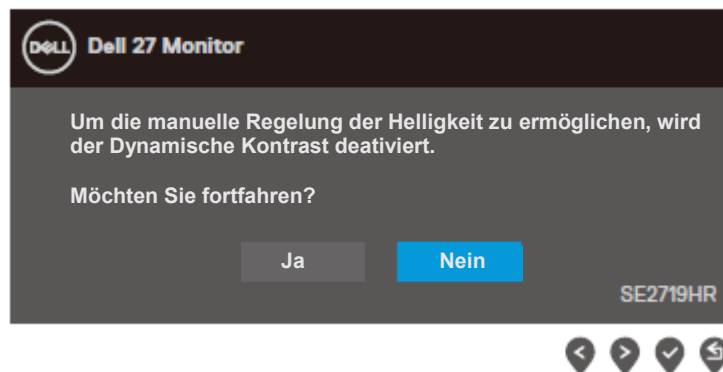 DELL Dell 27 Monitor
Um die manuelle Regelung der Helligkeit zu ermöglichen, wird
der Dynamische Kontrast deativiert.
Möchten Sie fortfahren?
Ja Nein
SE2719HR